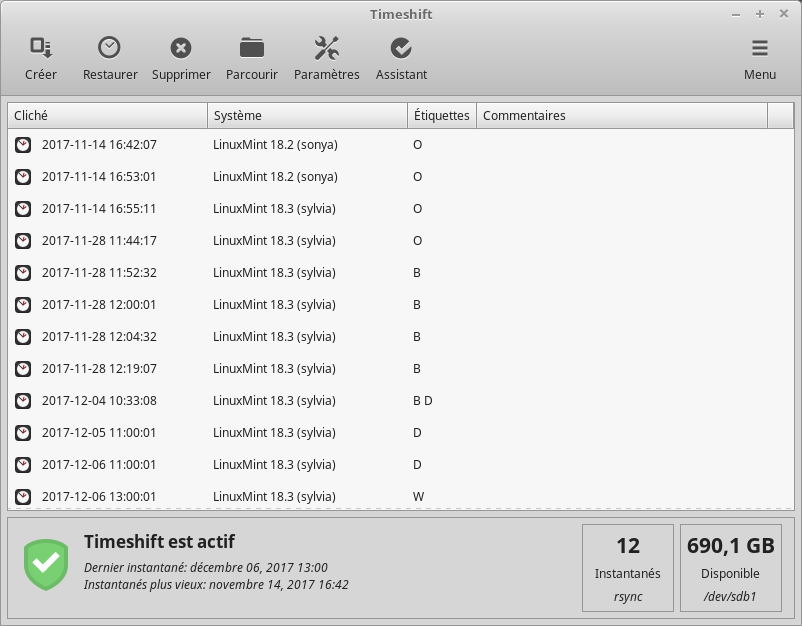 Timeshift
Créer Restaurer Supprimer Parcourir Paramètres Assistant Menu
Cliché Système Étiquettes Commentaires
2017-11-14 16:42:07 LinuxMint 18.2 (sonya) O
2017-11-14 16:53:01 LinuxMint 18.2 (sonya) O
2017-11-14 16:55:11 LinuxMint 18.3 (sylvia) O
2017-11-28 11:44:17 LinuxMint 18.3 (sylvia) O
2017-11-28 11:52:32 LinuxMint 18.3 (sylvia) B
2017-11-28 12:00:01 LinuxMint 18.3 (sylvia) B
2017-11-28 12:04:32 LinuxMint 18.3 (sylvia) B
2017-11-28 12:19:07 LinuxMint 18.3 (sylvia) B
2017-12-04 10:33:08 LinuxMint 18.3 (sylvia) B D
2017-12-05 11:00:01 LinuxMint 18.3 (sylvia) D
2017-12-06 11:00:01 LinuxMint 18.3 (sylvia) D
2017-12-06 13:00:01 LinuxMint 18.3 (sylvia) W
Timeshift est actif
Dernier instantané: décembre 06, 2017 13:00
Instantanés plus vieux: novembre 14, 2017 16:42
12
Instantanés
rsync
690,1 GB
Disponible
/dev/sdb1